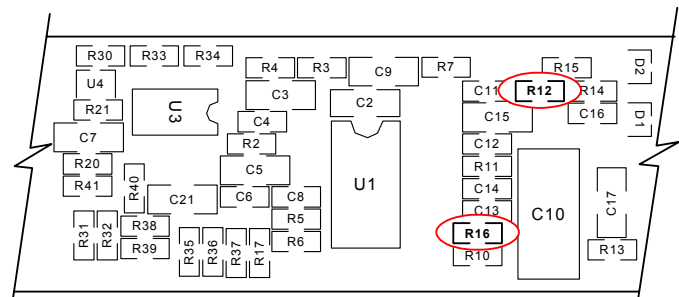 R30 R33 R34
R4 R3 C9 R7 R15 D2
U4 C3 C11 R12 R14
R21 U3 C2 C15 C16 D1
C7 C4
R2 C12
R20 C5 R11
R41 R40 U1 C14 C17
C21 C6 C8 C13 C10
R31 R32 R38 R5 R16
R39 R35 R36 R37 R17 R6 R10 R13